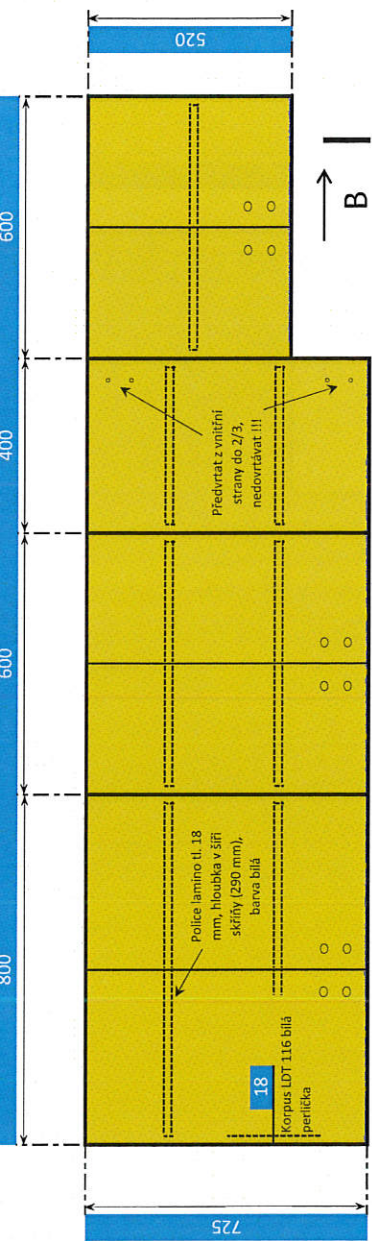 800
600
400
600
725
520
Police lamino tl. 18
mm, hloubka v šíři
skříňy (290 mm),
barva bílá
18
Korpus LDT 116 bílá
perlička
Předvrtat z vnitřní
strany do 2/3,
nedovrtávat !!!
B